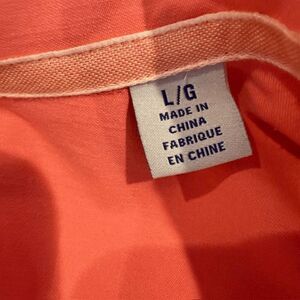 L/G
MADE IN
CHINA
FABRIQUE
EN CHINE